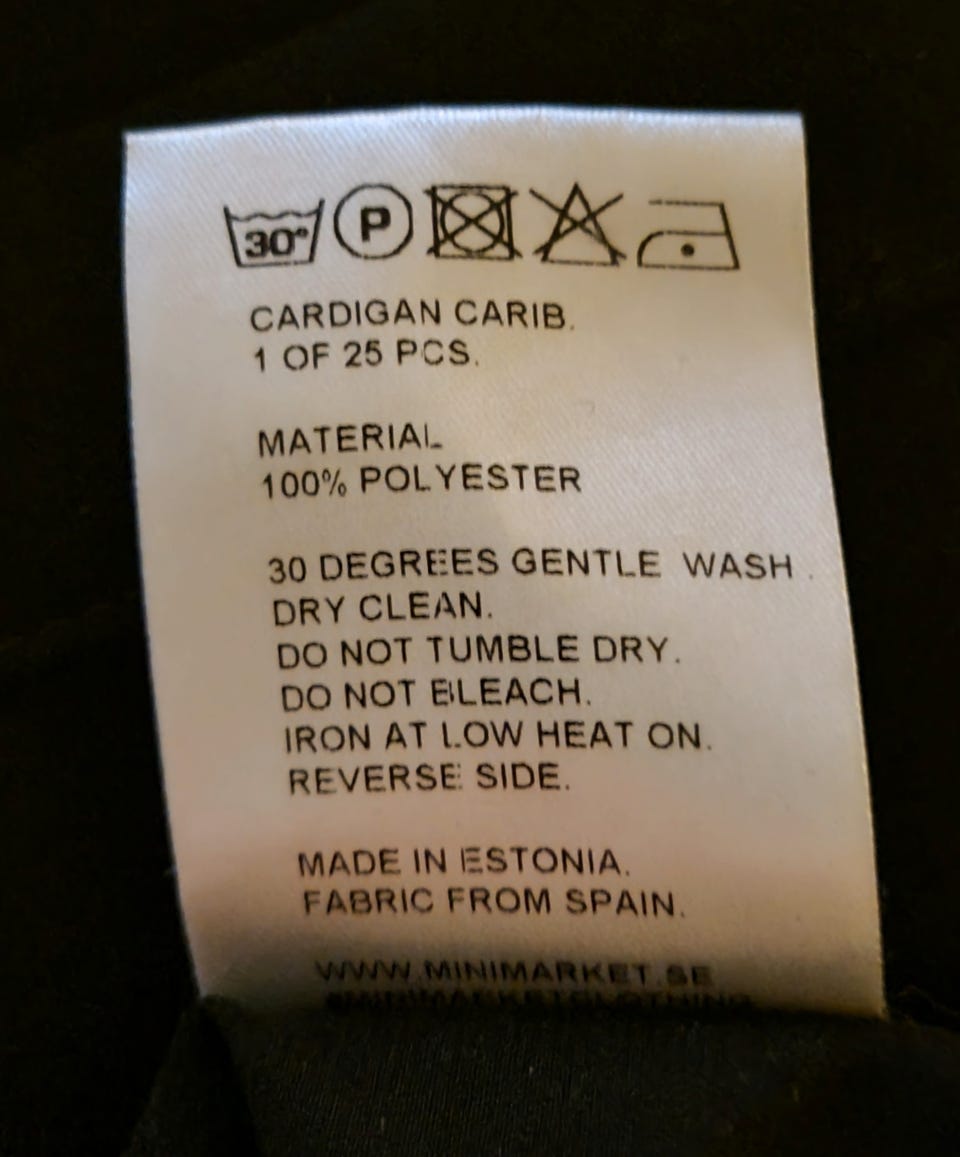 30°
P
CARDIGAN CARIB.
1 OF 25 PCS.
MATERIAL
100% POLYESTER
30 DEGREES GENTLE WASH.
DRY CLEAN.
DO NOT TUMBLE DRY.
DO NOT BLEACH.
IRON AT LOW HEAT ON.
REVERSE SIDE.
MADE IN ESTONIA.
FABRIC FROM SPAIN.
WWW.MINIMARKET.SE